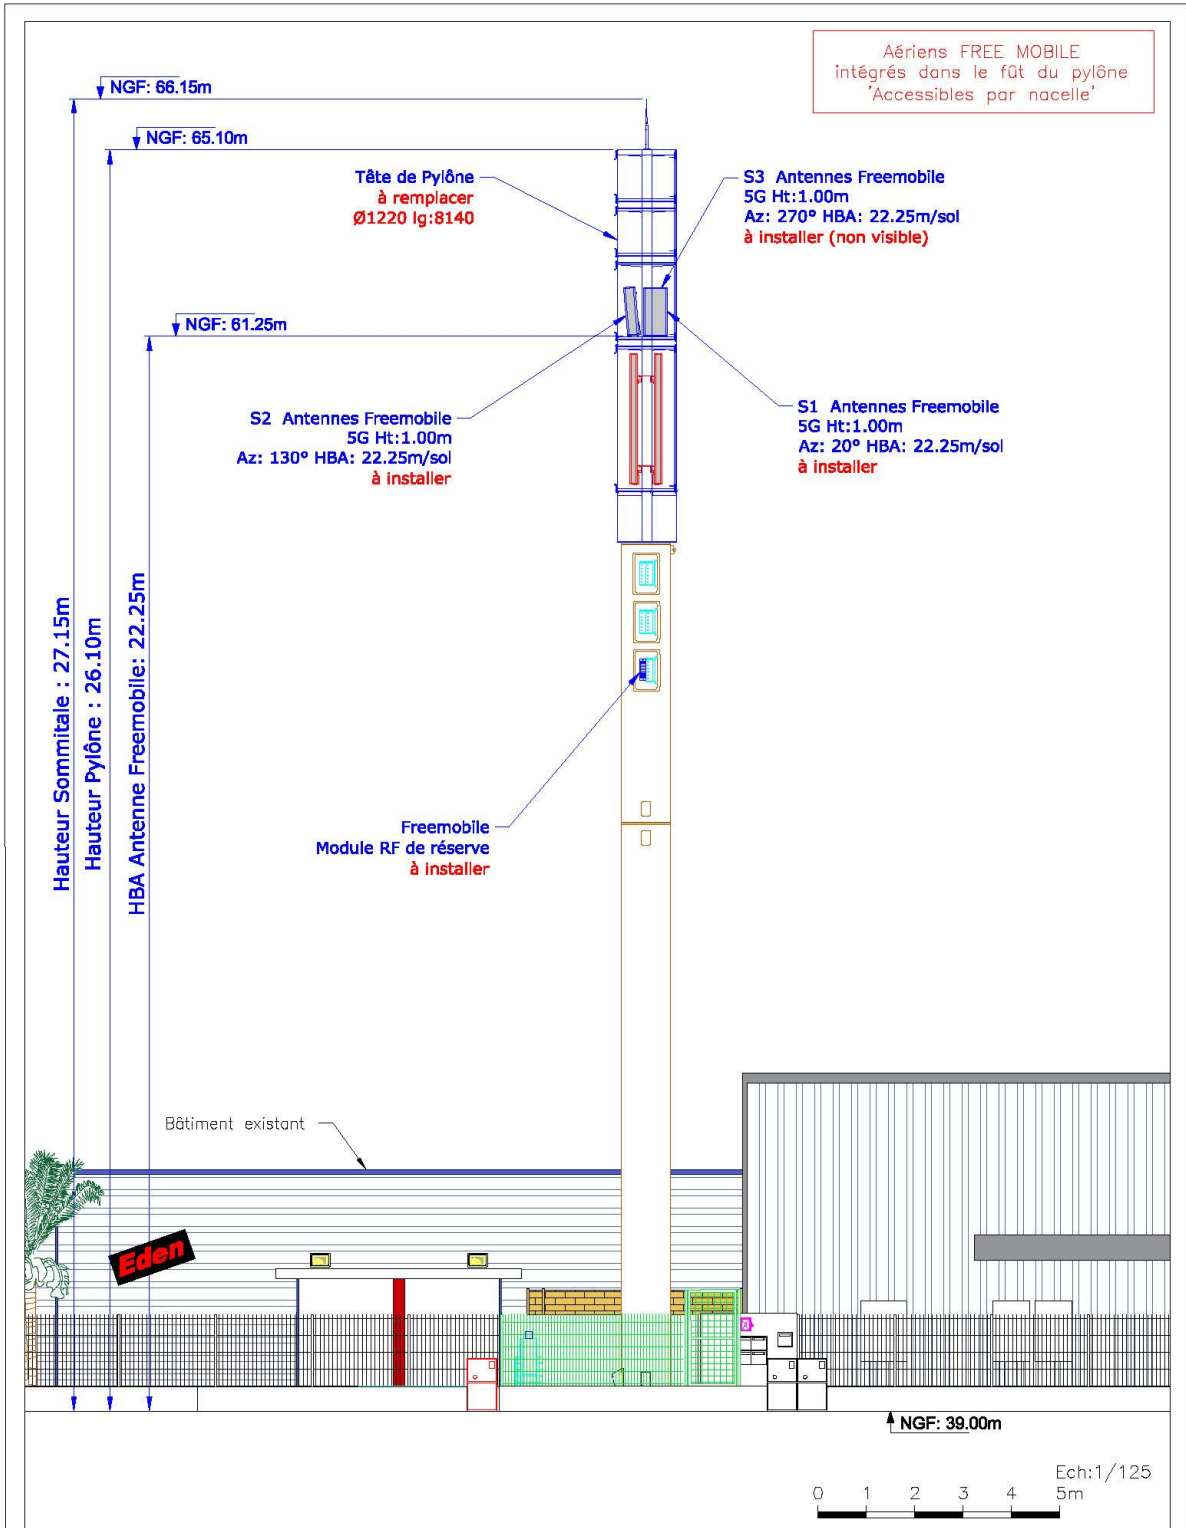 Aériens FREE MOBILE
intégrés dans le fût du pylône
'Accessibles par nacelle'
NGF: 66.15m
NGF: 65.10m
Tête de Pylône
à remplacer
Ø1220 lg:8140
S3 Antennes Freemobile
5G Ht:1.00m
Az: 270° HBA: 22.25m/sol
à installer (non visible)
NGF: 61.25m
S2 Antennes Freemobile
5G Ht:1.00m
Az: 130° HBA: 22.25m/sol
à installer
S1 Antennes Freemobile
5G Ht:1.00m
Az: 20° HBA: 22.25m/sol
à installer
Hauteur Sommitale : 27.15m
Hauteur Pylône : 26.10m
HBA Antenne Freemobile: 22.25m
Freemobile
Module RF de réserve
à installer
Bâtiment existant
Eden
NGF: 39.00m
Ech:1/125
0 1 2 3 4 5m